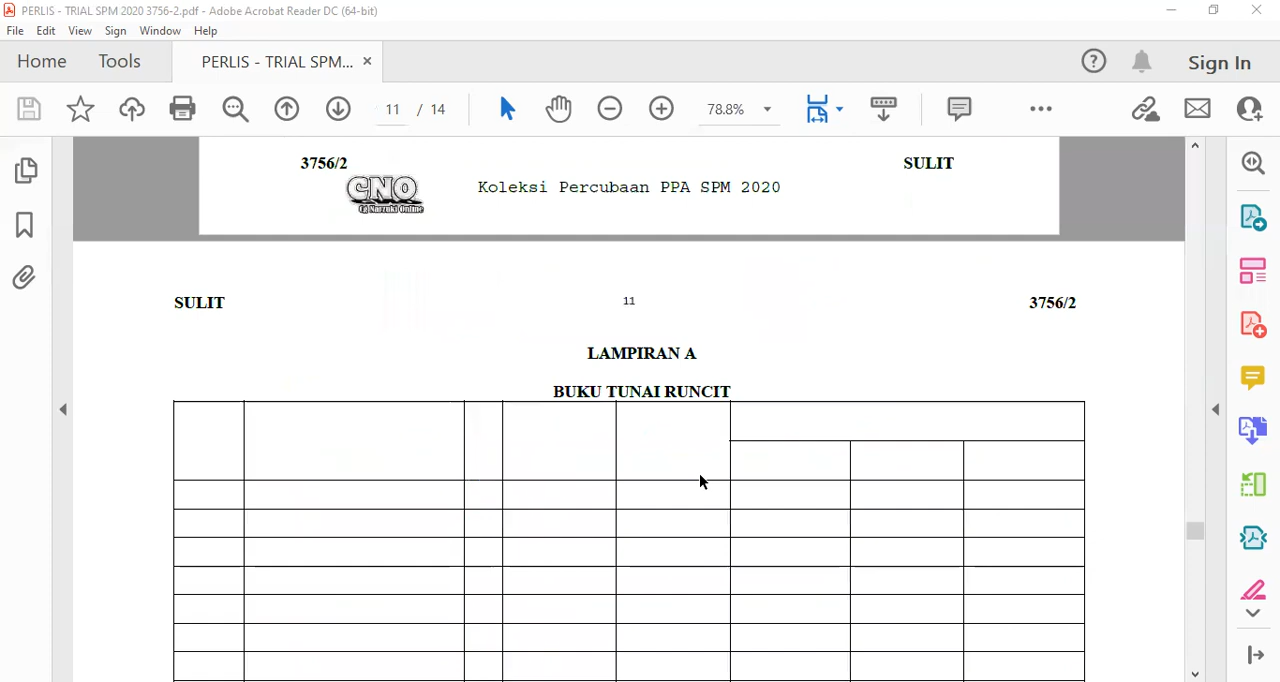 PERLIS - TRIAL SPM 2020 3756-2.pdf - Adobe Acrobat Reader DC (64-bit)
File Edit View Sign Window Help
Home Tools PERLIS - TRIAL SPM... × Sign In
11 / 14 78.8%
3756/2 SULIT
CNO Koleksi Percubaan PPA SPM 2020
SULIT 11 3756/2
LAMPIRAN A
BUKU TUNAI RUNCIT